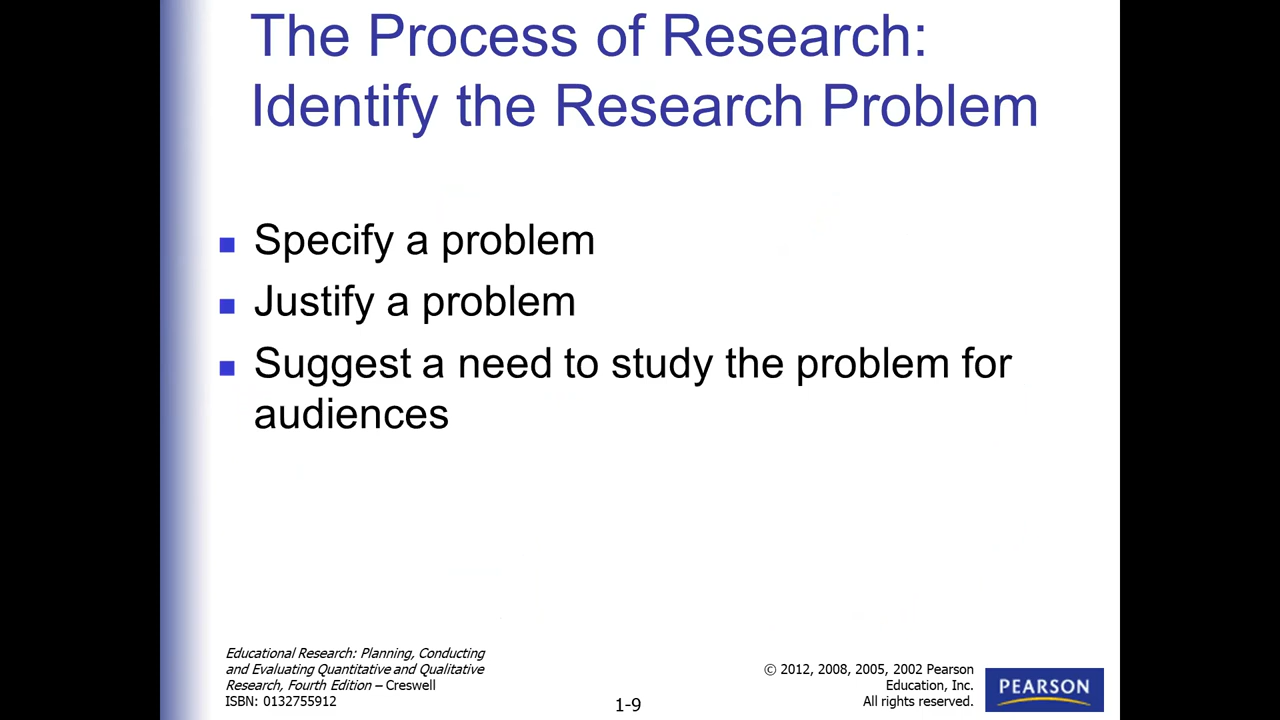 The Process of Research:
Identify the Research Problem
Specify a problem
Justify a problem
Suggest a need to study the problem for
audiences
Educational Research: Planning, Conducting
and Evaluating Quantitative and Qualitative
Research, Fourth Edition – Creswell
ISBN: 0132755912
1-9
© 2012, 2008, 2005, 2002 Pearson
Education, Inc.
All rights reserved.
PEARSON